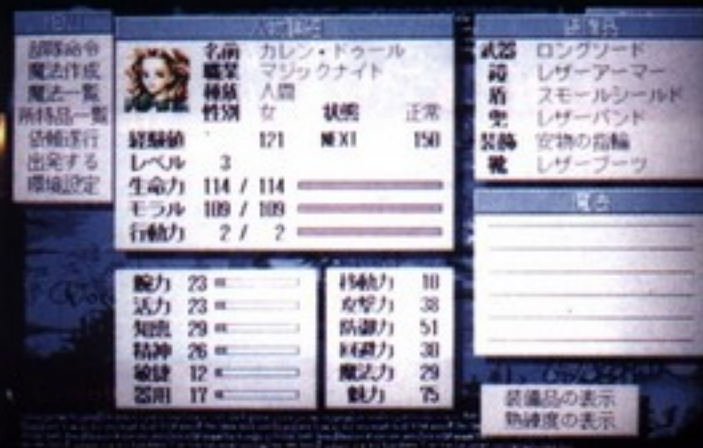 MENU
部隊命令
魔法作成
魔法一覧
所持品一覧
依頼遂行
出発する
環境設定
人物詳細
名前 カレン・ドゥール
職業 マジックナイト
種族 人間
性別 女 状態 正常
経験値 121 NEXT 150
レベル 3
生命力 114 / 114
モラル 109 / 109
行動力 2 / 2
腕力 23
活力 23
知恵 29
精神 26
敏捷 12
器用 17
移動力 10
攻撃力 38
防御力 51
回避力 30
魔法力 29
魅力 75
装備品
武器 ロングソード
鎧 レザーアーマー
盾 スモールシールド
兜 レザーバンド
装飾 安物の指輪
靴 レザーブーツ
魔法
装備品の表示
熟練度の表示